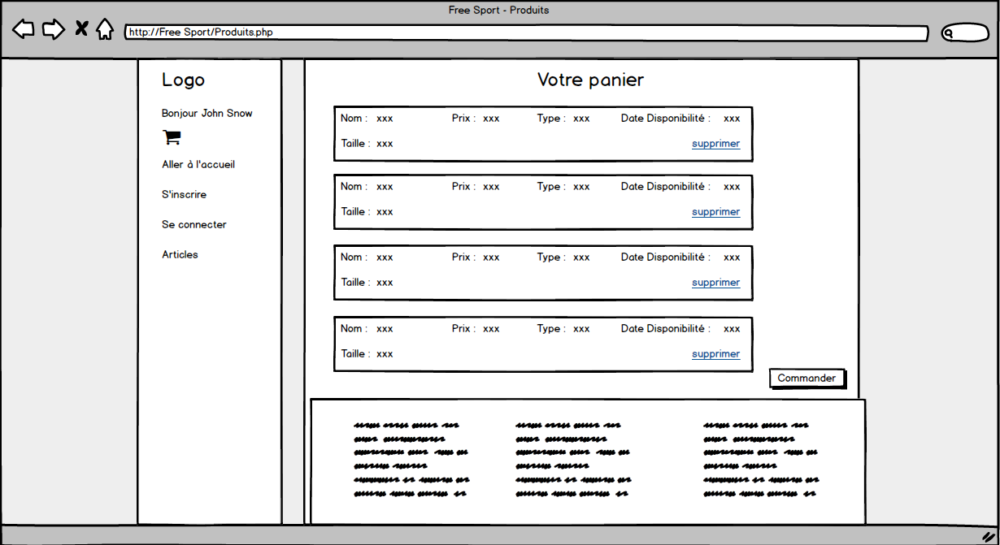 Free Sport - Produits
http://Free Sport/Produits.php
Logo
Bonjour John Snow
Aller à l'accueil
S'inscrire
Se connecter
Articles
Votre panier
Nom : xxx Prix : xxx Type : xxx Date Disponibilité : xxx
Taille : xxx supprimer
Nom : xxx Prix : xxx Type : xxx Date Disponibilité : xxx
Taille : xxx supprimer
Nom : xxx Prix : xxx Type : xxx Date Disponibilité : xxx
Taille : xxx supprimer
Nom : xxx Prix : xxx Type : xxx Date Disponibilité : xxx
Taille : xxx supprimer
Commander